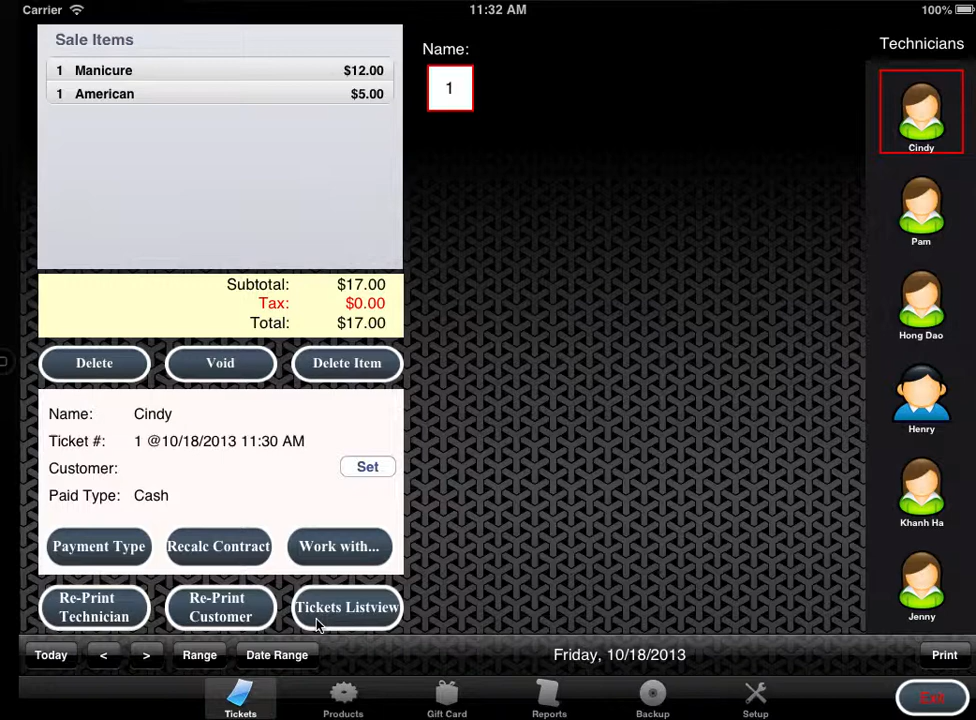 Carrier 11:32 AM 100%
Sale Items
1 Manicure $12.00
1 American $5.00
Subtotal: $17.00
Tax: $0.00
Total: $17.00
Delete Void Delete Item
Name: Cindy
Ticket #: 1 @10/18/2013 11:30 AM
Customer: Set
Paid Type: Cash
Payment Type Recalc Contract Work with...
Re-Print Technician
Re-Print Customer
Tickets Listview
Name:
1
Technicians
Cindy
Pam
Hong Dao
Henry
Khanh Ha
Jenny
Today < > Range Date Range Friday, 10/18/2013 Print
Tickets Products Gift Card Reports Backup Setup Exit